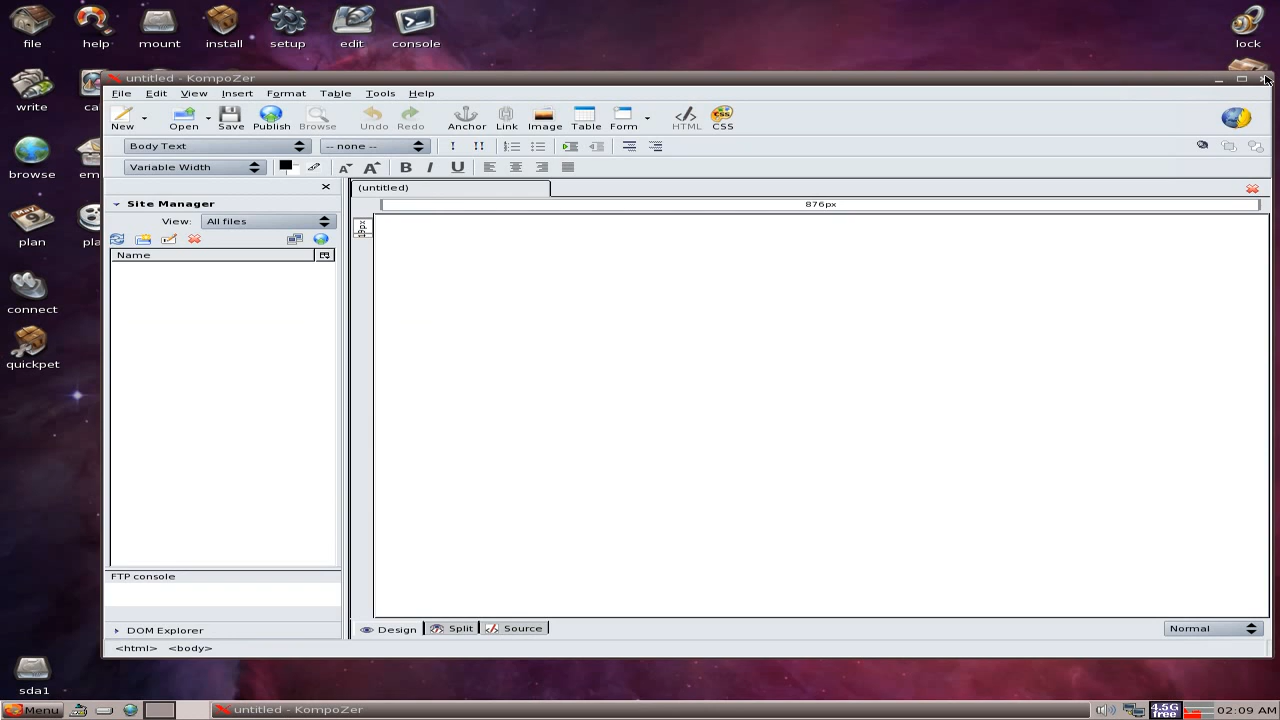 file help mount install setup edit console lock
untitled - KompoZer
File Edit View Insert Format Table Tools Help
write
New Open Save Publish Browse Undo Redo Anchor Link Image Table Form HTML CSS
Body Text -- none -- ! !!
Variable Width A A B I U
browse
(untitled)
Site Manager
876px
View: All files
plan
Name
connect
quickpet
FTP console
DOM Explorer
Design Split Source Normal
<html> <body>
sda1
Menu untitled - KompoZer 4.5G free 02:09 AM